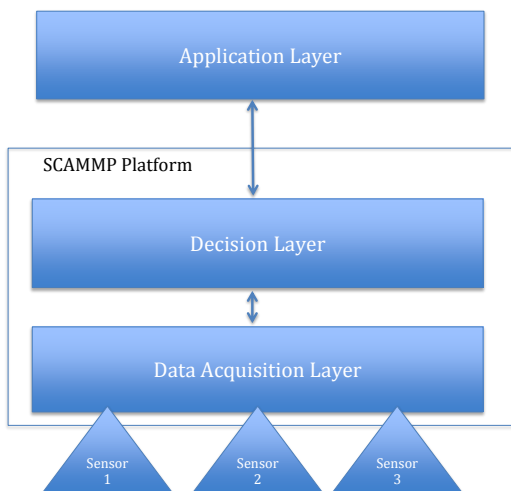 Application Layer
SCAMMP Platform
Decision Layer
Data Acquisition Layer
Sensor
1
Sensor
2
Sensor
3